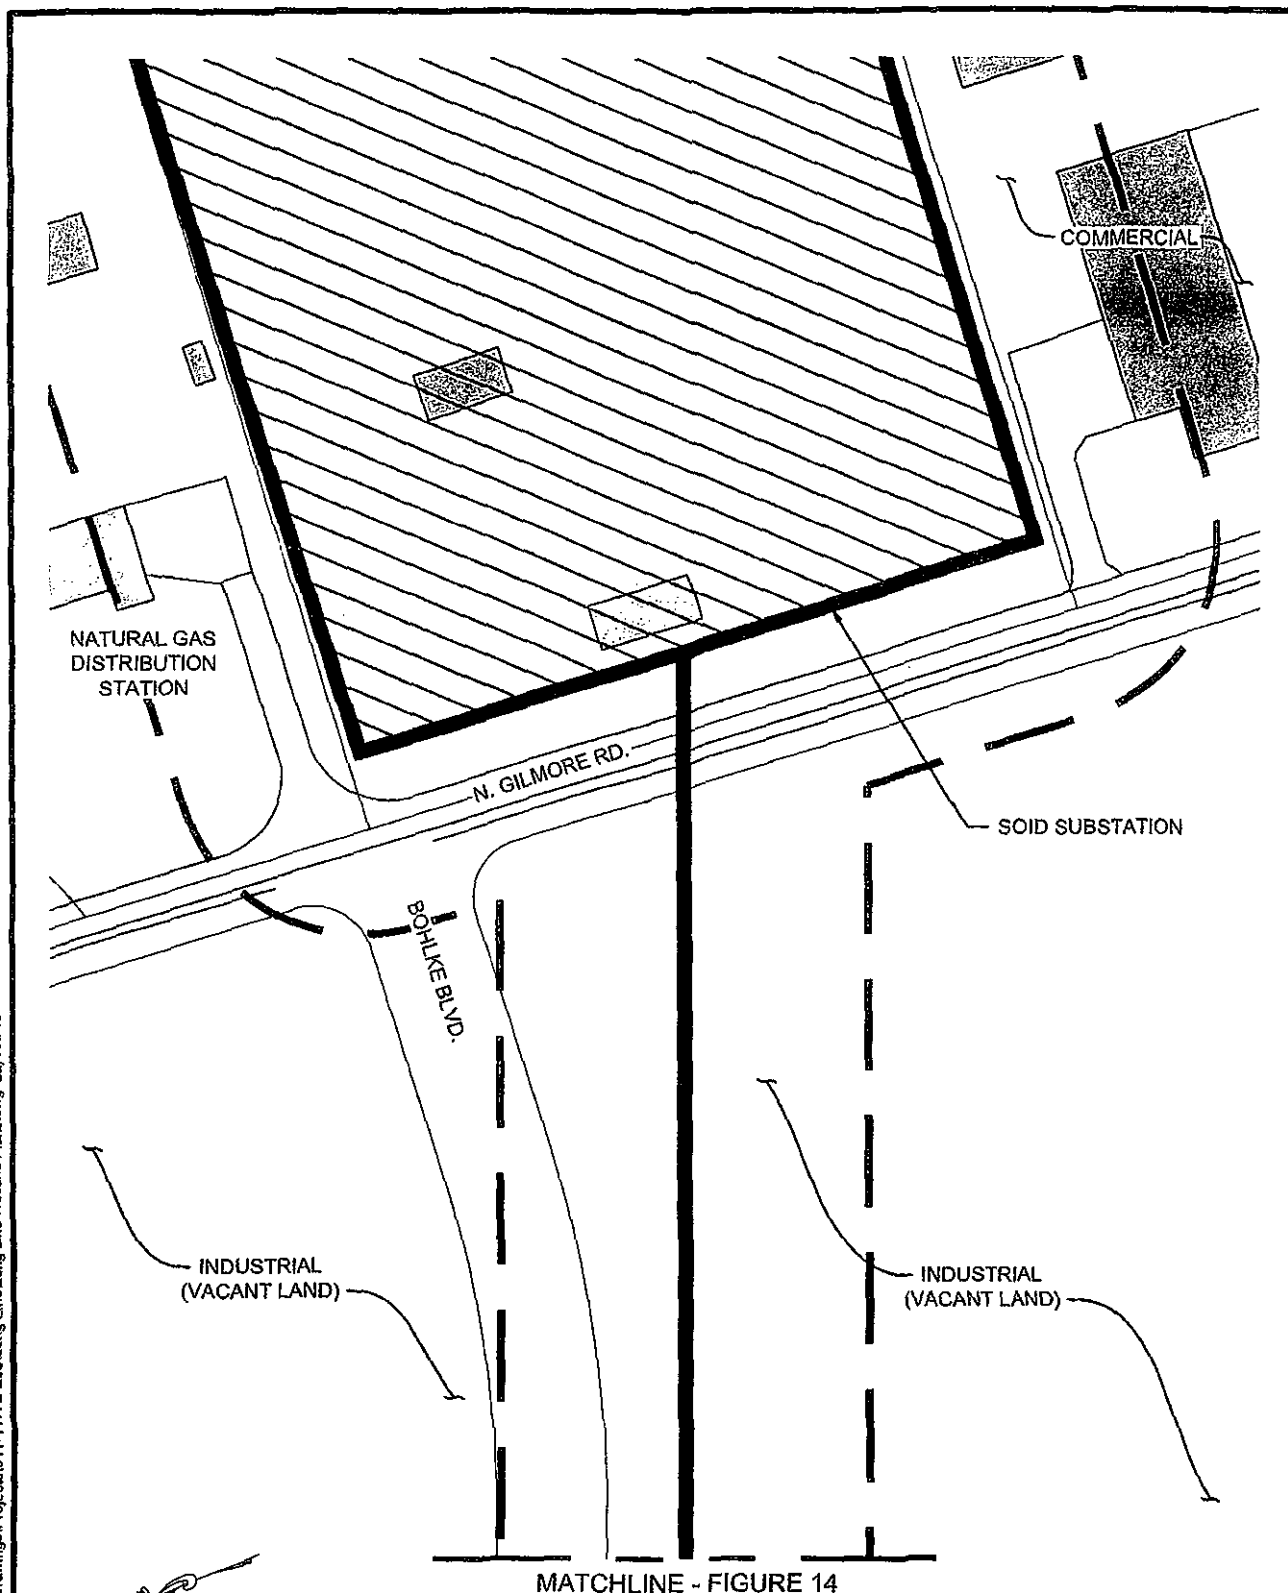 COMMERCIAL
NATURAL GAS
DISTRIBUTION
STATION
N. GILMORE RD.
SOID SUBSTATION
BOHLKE BLVD.
INDUSTRIAL
(VACANT LAND)
INDUSTRIAL
(VACANT LAND)
MATCHLINE - FIGURE 14